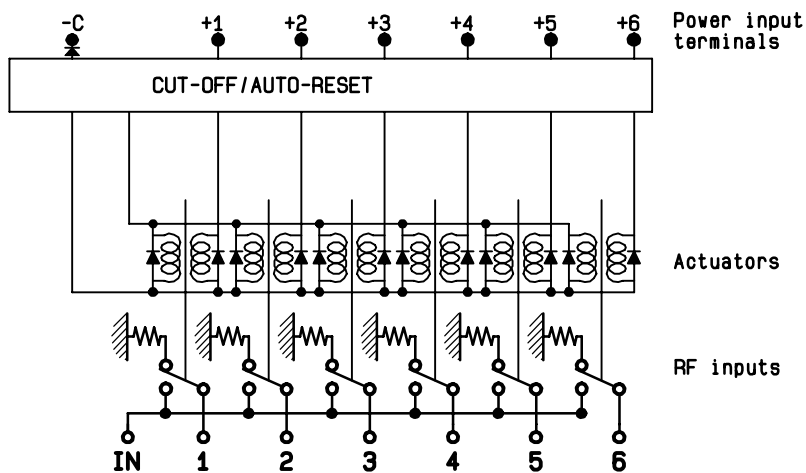 -C +1 +2 +3 +4 +5 +6 Power input
terminals
CUT-OFF/AUTO-RESET
Actuators
RF inputs
IN 1 2 3 4 5 6